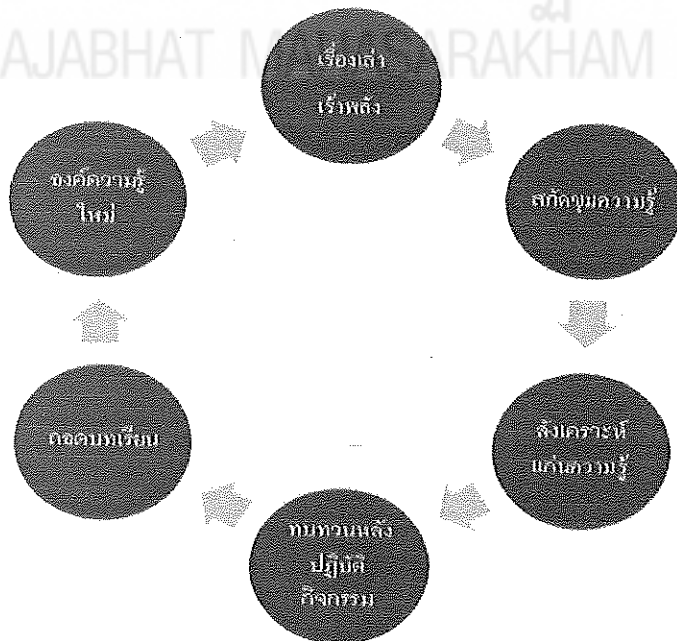 เรื่องเล่า
เร้าพลัง
สกัดขุมความรู้
สังเคราะห์
แก่นความรู้
ทบทวนหลัง
ปฏิบัติ
กิจกรรม
ถอดบทเรียน
องค์ความรู้
ใหม่